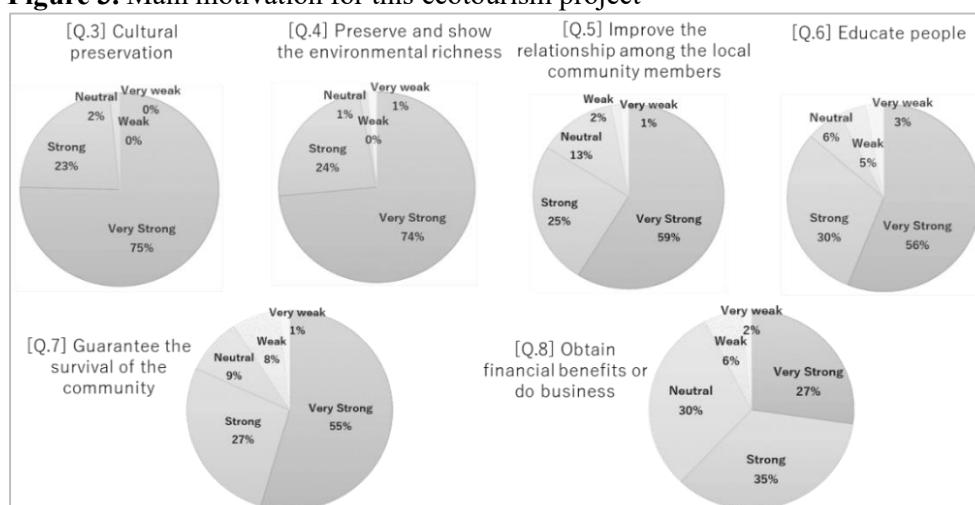 Figure 3. Main motivation for this ecotourism project
[Q.3] Cultural
preservation
Neutral
2%
Very weak
0%
Weak
0%
Strong
23%
Very Strong
75%
[Q.4] Preserve and show
the environmental richness
Neutral
1%
Very weak
1%
Weak
0%
Strong
24%
Very Strong
74%
[Q.5] Improve the
relationship among the local
community members
Weak
2%
Very weak
1%
Neutral
13%
Strong
25%
Very Strong
59%
[Q.6] Educate people
Neutral
6%
Very weak
3%
Weak
5%
Strong
30%
Very Strong
56%
[Q.7] Guarantee the
survival of the
community
Very weak
1%
Weak
8%
Neutral
9%
Strong
27%
Very Strong
55%
[Q.8] Obtain
financial benefits or
do business
Very weak
2%
Weak
6%
Neutral
30%
Very Strong
27%
Strong
35%